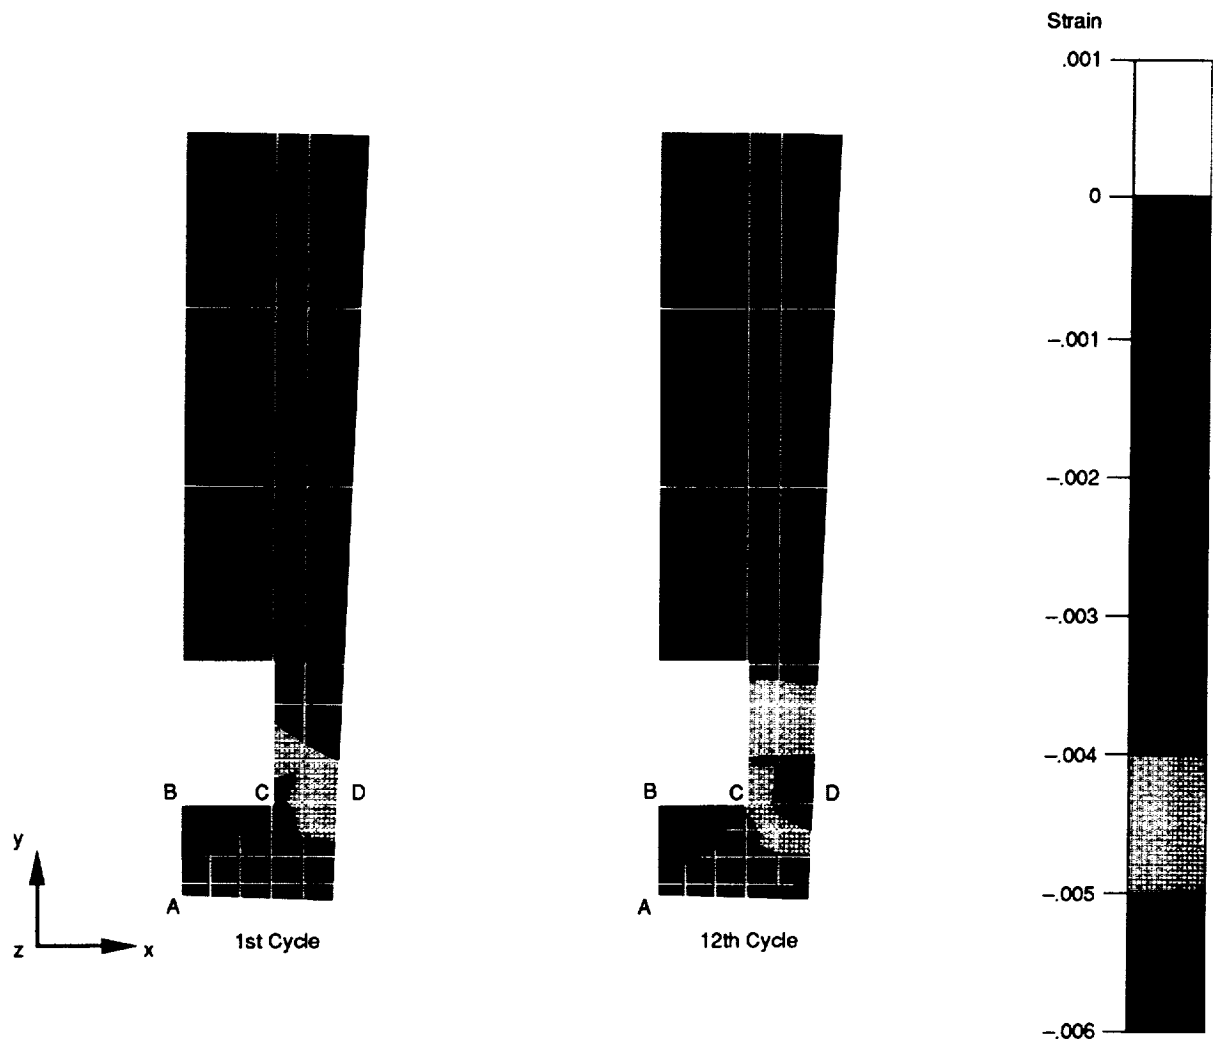 Strain
.001
0
–.001
–.002
–.003
–.004
–.005
–.006
B C D
A
1st Cycle
B C D
A
12th Cycle
y
z x